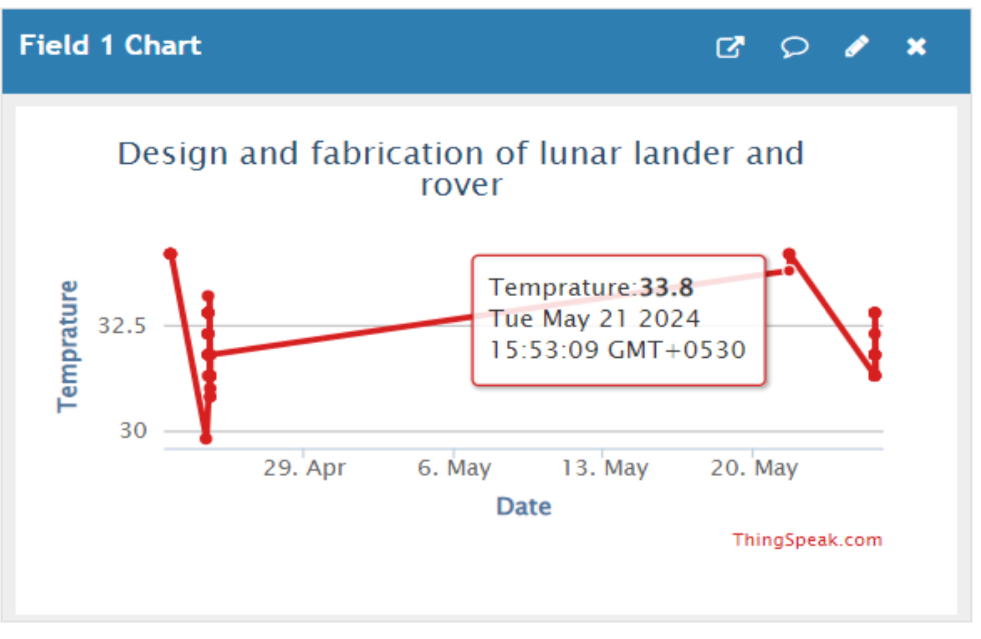 Field 1 Chart
Design and fabrication of lunar lander and
rover
Temprature
32.5
30
Temprature:33.8
Tue May 21 2024
15:53:09 GMT+0530
29. Apr
6. May
13. May
20. May
Date
ThingSpeak.com